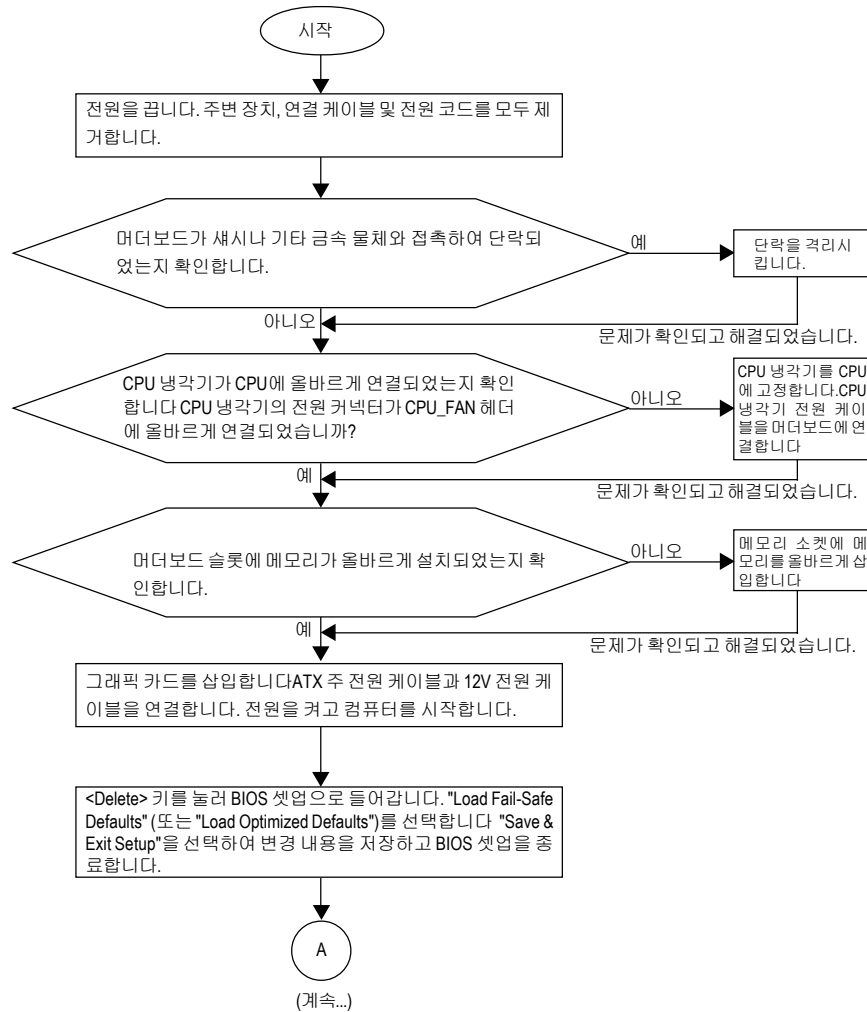 시작
전원을 끕니다. 주변 장치, 연결 케이블 및 전원 코드를 모두 제
거합니다.
머더보드가 섀시나 기타 금속 물체와 접촉하여 단락되
었는지 확인합니다.
예
단락을 격리시
킵니다.
아니오
문제가 확인되고 해결되었습니다.
CPU 냉각기가 CPU에 올바르게 연결되었는지 확인
합니다 CPU 냉각기의 전원 커넥터가 CPU_FAN 헤더
에 올바르게 연결되었습니까?
아니오
CPU 냉각기를 CPU
에 고정합니다.CPU
냉각기 전원 케이
블을 머더보드에 연
결합니다
예
문제가 확인되고 해결되었습니다.
머더보드 슬롯에 메모리가 올바르게 설치되었는지 확
인합니다.
아니오
메모리 소켓에 메
모리를 올바르게 삽
입합니다
예
문제가 확인되고 해결되었습니다.
그래픽 카드를 삽입합니다ATX 주 전원 케이블과 12V 전원 케
이블을 연결합니다. 전원을 켜고 컴퓨터를 시작합니다.
<Delete> 키를 눌러 BIOS 셋업으로 들어갑니다. "Load Fail-Safe
Defaults" (또는 "Load Optimized Defaults")를 선택합니다 "Save &
Exit Setup"을 선택하여 변경 내용을 저장하고 BIOS 셋업을 종
료합니다.
A
(계속...)